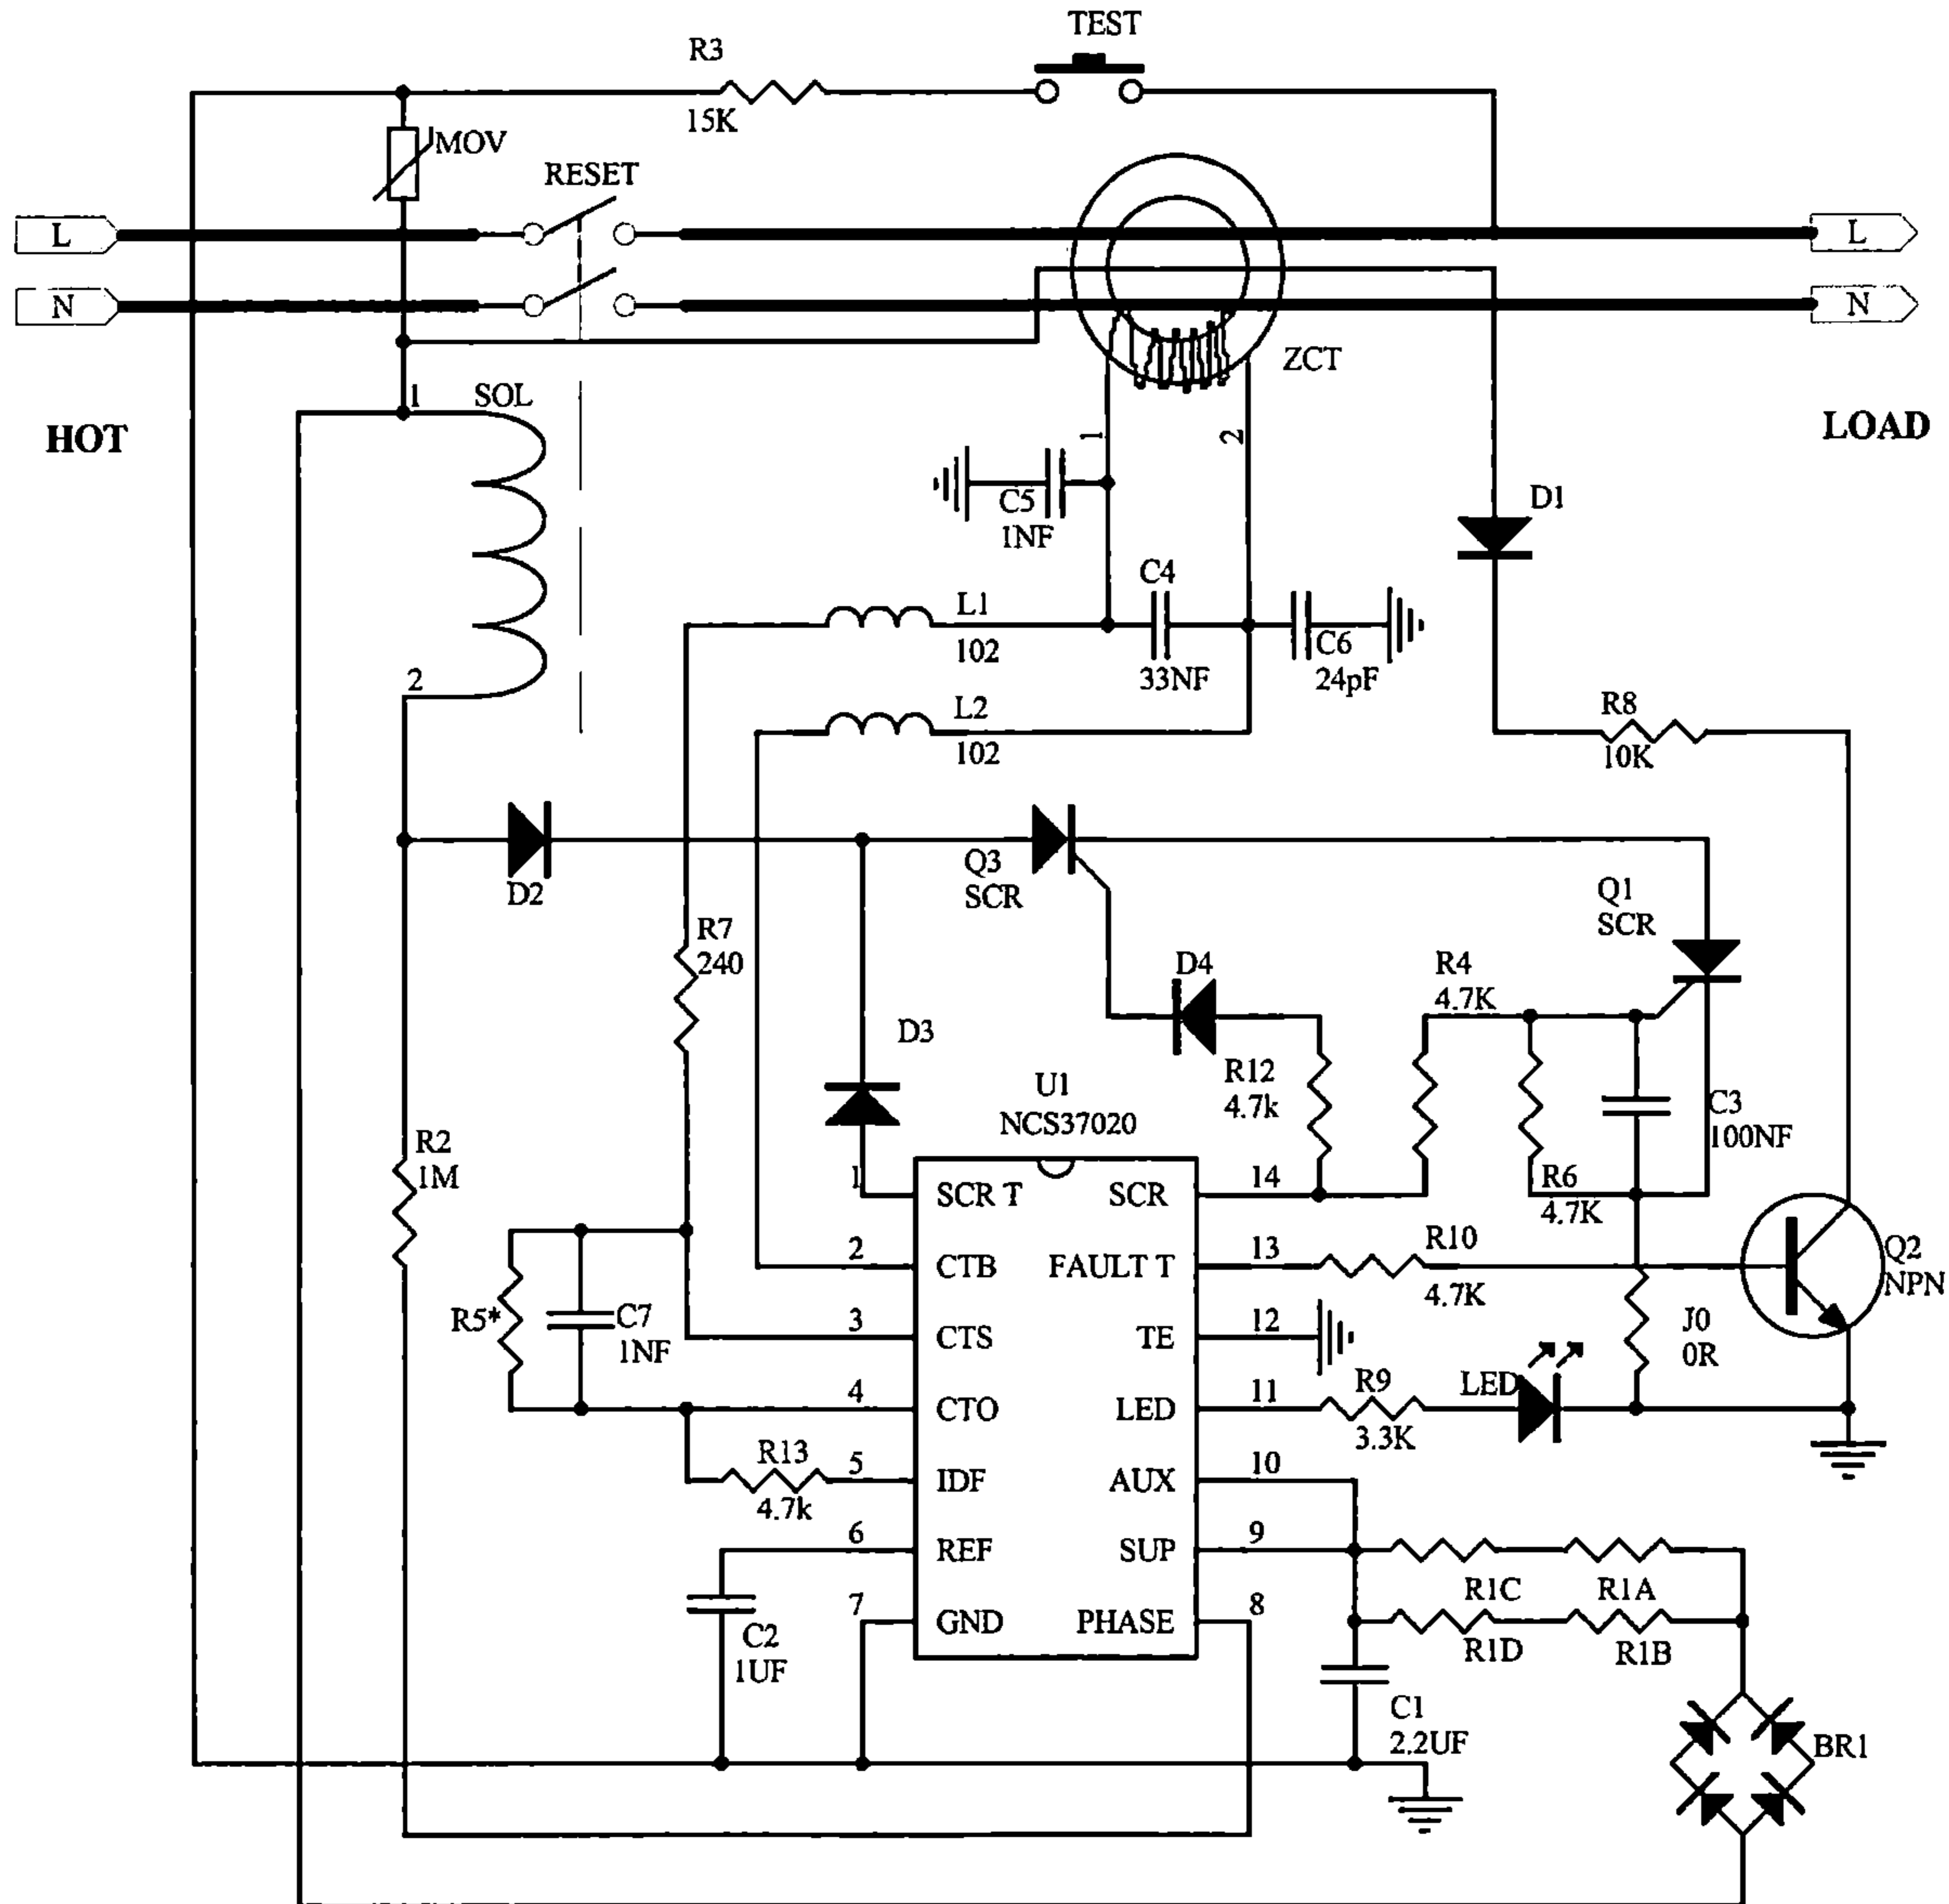 TEST
R3
15K
MOV
RESET
L
L
N
N
ZCT
1
SOL
HOT
LOAD
1
2
C5
1NF
D1
C4
33NF
L1
102
C6
24pF
2
L2
102
R8
10K
D2
Q3
SCR
Q1
SCR
R7
240
D4
R4
4.7K
D3
R12
4.7k
U1
NCS37020
C3
100NF
R2
1M
1
SCR T
SCR
14
R6
4.7K
2
CTB
FAULT T
13
R10
4.7K
Q2
NPN
R5*
C7
1NF
3
CTS
TE
12
J0
0R
4
CTO
LED
11
R9
3.3K
LED
R13
4.7k
5
IDF
AUX
10
6
REF
SUP
9
R1C
R1A
7
GND
PHASE
8
R1D
R1B
C2
1UF
C1
2.2UF
BR1